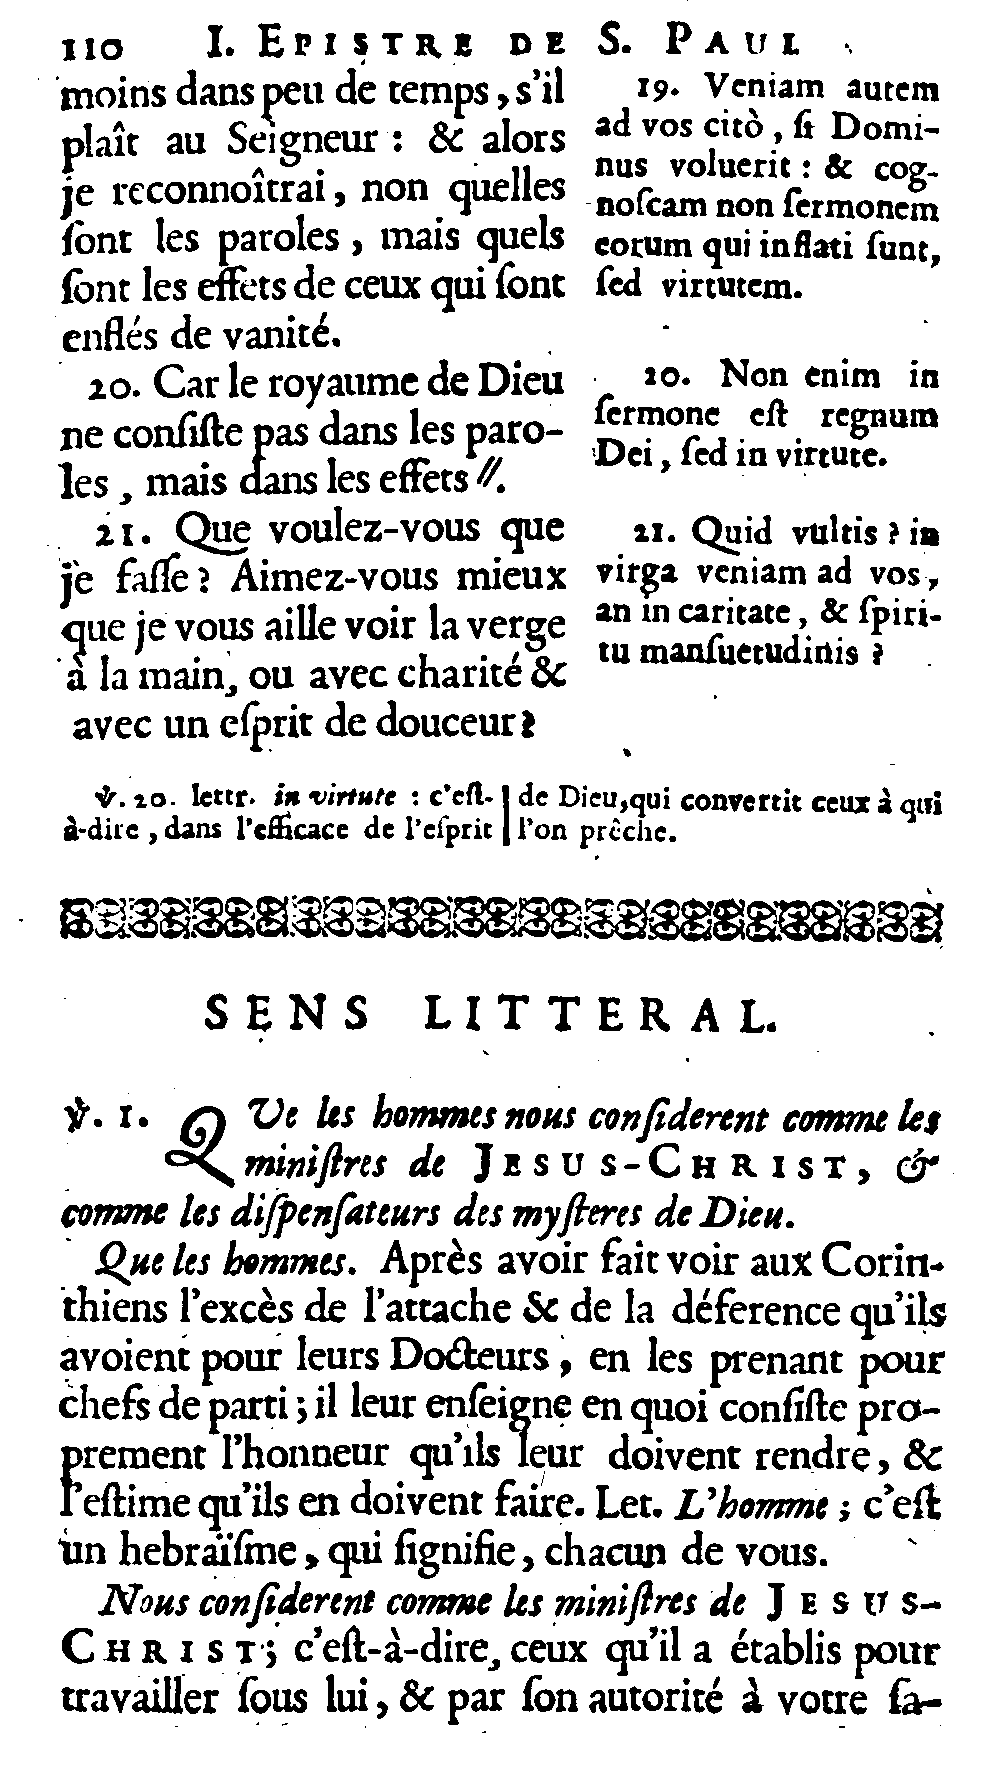 110 I. EPISTRE DE S. PAUL
moins dans peu de temps, s'il
plaît au Seigneur : & alors
je reconnoîtrai, non quelles
ſont les paroles, mais quels
ſont les effets de ceux qui ſont
enflés de vanité.
20. Car le royaume de Dieu
ne conſiſte pas dans les paro-
les, mais dans les effets //.
21. Que voulez-vous que
je faſſe ? Aimez-vous mieux
que je vous aille voir la verge
à la main, ou avec charité &
avec un eſprit de douceur ?
19. Veniam autem
ad vos citò, ſi Domi-
nus voluerit : & cog-
noſcam non ſermonem
eorum qui inflati ſunt,
ſed virtutem.
20. Non enim in
ſermone eſt regnum
Dei, ſed in virtute.
21. Quid vultis ? in
virga veniam ad vos,
an in caritate, & ſpiri-
tu manſuetudinis ?
℣. 20. lettr. in virtute : c'eſt-
à-dire, dans l'efficace de l'eſprit
de Dieu, qui convertit ceux à qui
l'on prêche.
SENS LITTERAL.
℣. 1. QUe les hommes nous conſiderent comme les
miniſtres de JESUS-CHRIST, &
comme les diſpenſateurs des myſteres de Dieu.
Que les hommes. Après avoir fait voir aux Corin-
thiens l'excès de l'attache & de la déference qu'ils
avoient pour leurs Docteurs, en les prenant pour
chefs de parti ; il leur enſeigne en quoi conſiſte pro-
prement l'honneur qu'ils leur doivent rendre, &
l'eſtime qu'ils en doivent faire. Let. L'homme ; c'eſt
un hebraïſme, qui ſignifie, chacun de vous.
Nous conſiderent comme les miniſtres de JESUS-
CHRIST ; c'eſt-à-dire, ceux qu'il a établis pour
travailler ſous lui, & par ſon autorité à votre ſa-